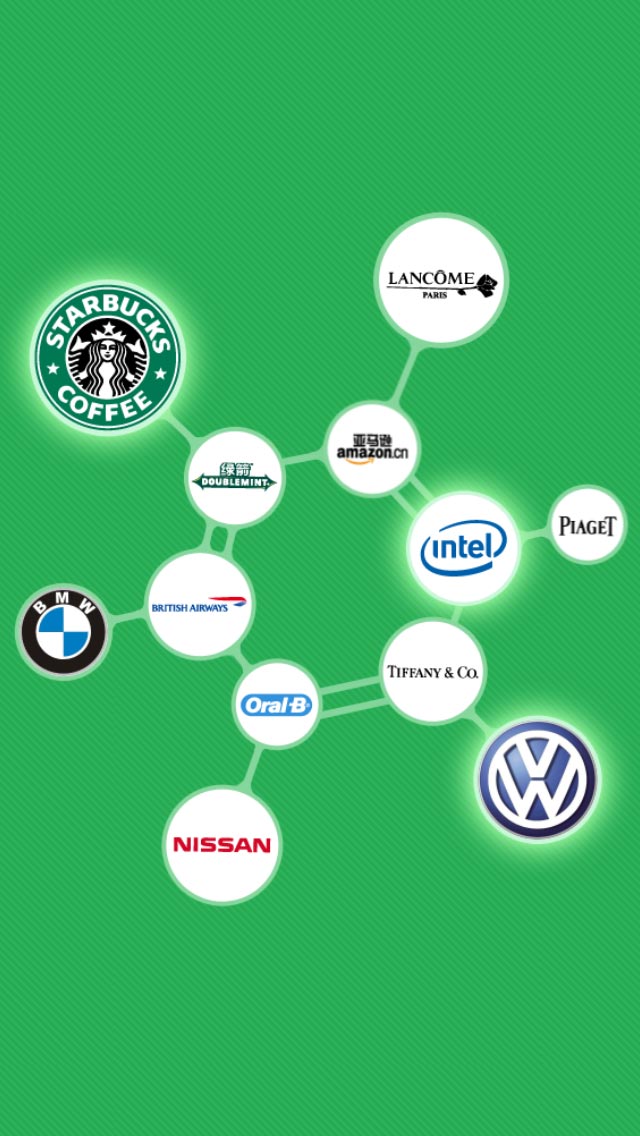 LANCÔME
PARIS
STARBUCKS
COFFEE
亚马逊
amazon.cn
绿箭
DOUBLEMINT
intel
PIAGET
BRITISH AIRWAYS
BMW
TIFFANY & CO.
Oral-B
NISSAN